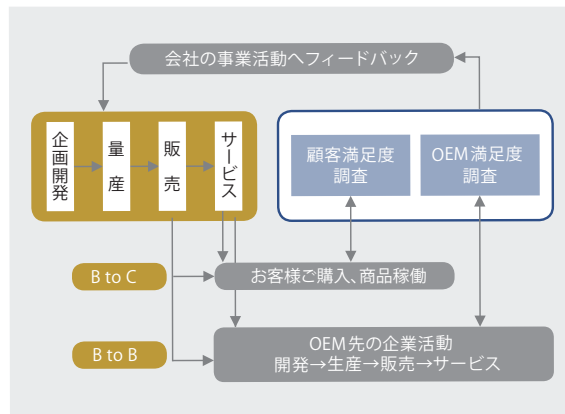 会社の事業活動へフィードバック
企画開発
量産
販売
サービス
顧客満足度
調査
OEM満足度
調査
B to C
お客様ご購入、商品稼働
B to B
OEM先の企業活動
開発→生産→販売→サービス